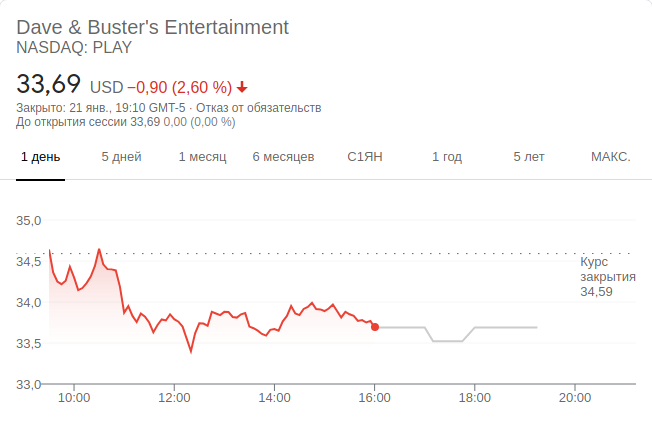 Dave & Buster's Entertainment
NASDAQ: PLAY
33,69 USD −0,90 (2,60 %)
Закрыто: 21 янв., 19:10 GMT-5 · Отказ от обязательств
До открытия сессии 33,69 0,00 (0,00 %)
1 день 5 дней 1 месяц 6 месяцев С1ЯН 1 год 5 лет МАКС.
35,0
34,5
34,0
33,5
33,0
Курс
закрытия
34,59
10:00 12:00 14:00 16:00 18:00 20:00